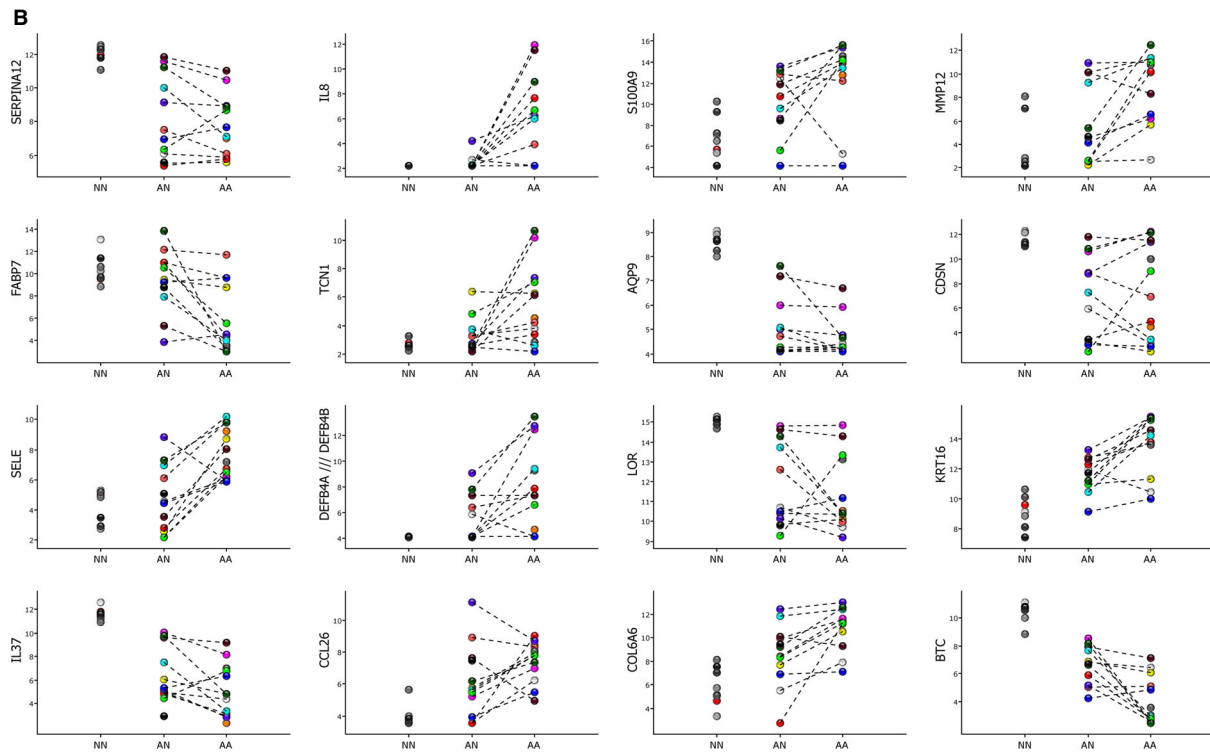 B
SERPINA12
12
10
8
6
NN AN AA
IL8
12
10
8
6
4
2
NN AN AA
S100A9
16
14
12
10
8
6
4
NN AN AA
MMP12
12
10
8
6
4
2
NN AN AA
FABP7
14
12
10
8
6
4
NN AN AA
TCN1
10
8
6
4
2
NN AN AA
AQP9
9
8
7
6
5
4
NN AN AA
CDSN
12
10
8
6
4
NN AN AA
SELE
10
8
6
4
2
NN AN AA
DEFB4A /// DEFB4B
12
10
8
6
4
NN AN AA
LOR
15
14
13
12
11
10
9
NN AN AA
KRT16
14
12
10
8
NN AN AA
IL37
12
10
8
6
4
NN AN AA
CCL26
10
8
6
4
NN AN AA
COL6A6
12
10
8
6
4
NN AN AA
BTC
10
8
6
4
NN AN AA